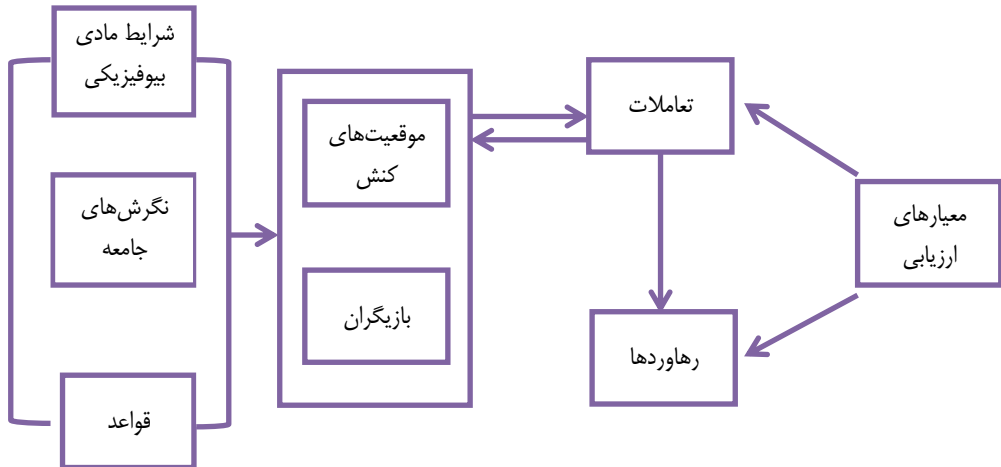 شرایط مادی
بیوفیزیکی
نگرش‌های
جامعه
قواعد
موقعیت‌های
کنش
بازیگران
تعاملات
رهاوردها
معیارهای
ارزیابی